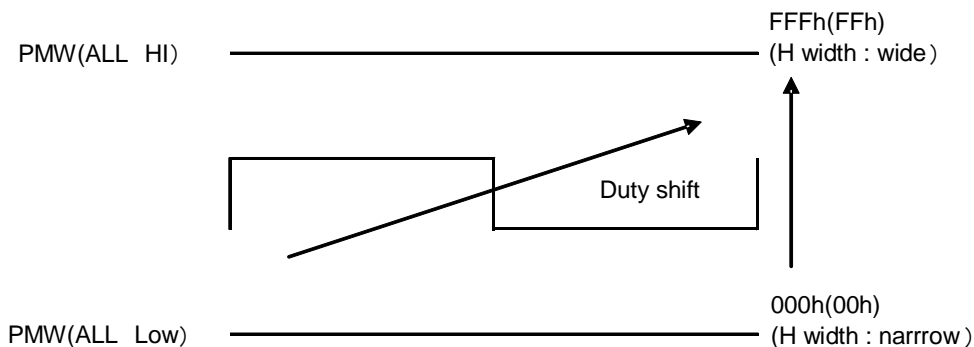 FFFh(FFh)
PMW(ALL HI)
(H width : wide)
Duty shift
000h(00h)
PMW(ALL Low)
(H width : narrrow)